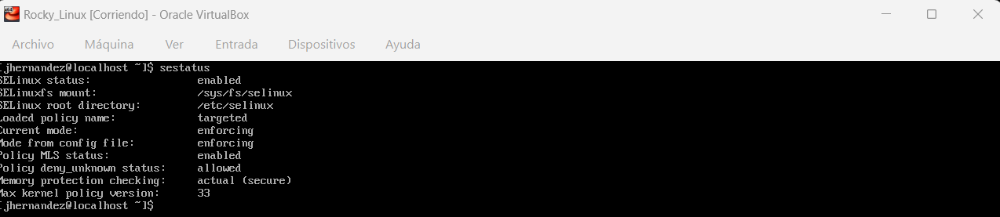 Rocky_Linux [Corriendo] - Oracle VirtualBox
Archivo Máquina Ver Entrada Dispositivos Ayuda
[jhernandez@localhost ~]$ sestatus
SELinux status: enabled
SELinuxfs mount: /sys/fs/selinux
SELinux root directory: /etc/selinux
Loaded policy name: targeted
Current mode: enforcing
Mode from config file: enforcing
Policy MLS status: enabled
Policy deny_unknown status: allowed
Memory protection checking: actual (secure)
Max kernel policy version: 33
[jhernandez@localhost ~]$